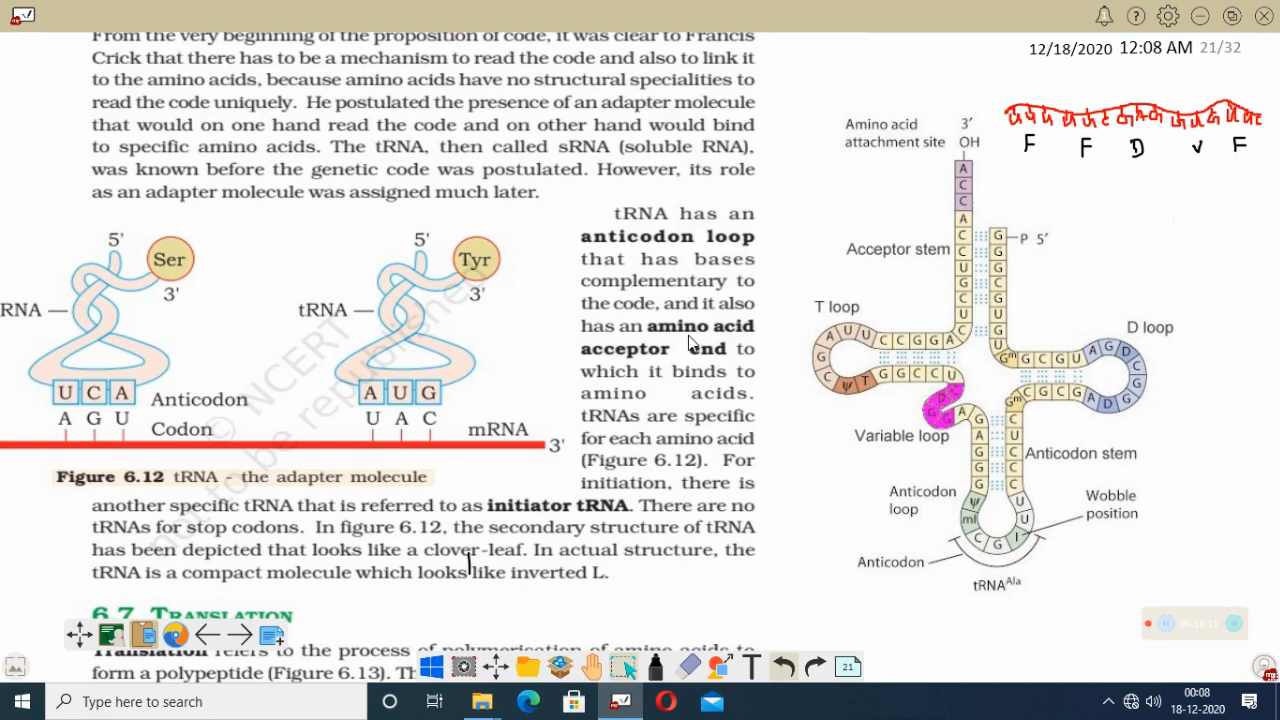 12/18/2020 12:08 AM 21/32
From the very beginning of the proposition of code, it was clear to Francis
Crick that there has to be a mechanism to read the code and also to link it
to the amino acids, because amino acids have no structural specialities to
read the code uniquely. He postulated the presence of an adapter molecule
that would on one hand read the code and on other hand would bind
to specific amino acids. The tRNA, then called sRNA (soluble RNA),
was known before the genetic code was postulated. However, its role
as an adapter molecule was assigned much later.
tRNA has an
anticodon loop
that has bases
complementary to
the code, and it also
has an amino acid
acceptor end to
which it binds to
amino acids.
tRNAs are specific
for each amino acid
(Figure 6.12). For
initiation, there is
another specific tRNA that is referred to as initiator tRNA. There are no
tRNAs for stop codons. In figure 6.12, the secondary structure of tRNA
has been depicted that looks like a clover-leaf. In actual structure, the
tRNA is a compact molecule which looks like inverted L.
5' Ser 3'
RNA
U C A Anticodon
A G U Codon
5' Tyr 3'
tRNA
A U G
U A C mRNA
3'
© NCERT
not to be republished
Figure 6.12 tRNA - the adapter molecule
6.7 TRANSLATION
Translation refers to the process of polymerisation of amino acids to
form a polypeptide (Figure 6.13). Th
F F D V F
Amino acid
attachment site
3'
OH
A
C
C
A
C
C
U
G
C
U
C
Acceptor stem
P 5'
G
G
G
C
G
U
G
U
T loop
A U U C C G G A
G
C Ψ T G G C C U
D loop
Gm G C G U A G D
C
G
Gm C G C G A D G
Variable loop
G D G A G
Anticodon stem
A
G
G
G
C
U
C
C
C
Anticodon
loop
Ψ
mI
C G I
U
U
Wobble
position
Anticodon
tRNAAla
00:16:11
21
Type here to search
00:08
18-12-2020